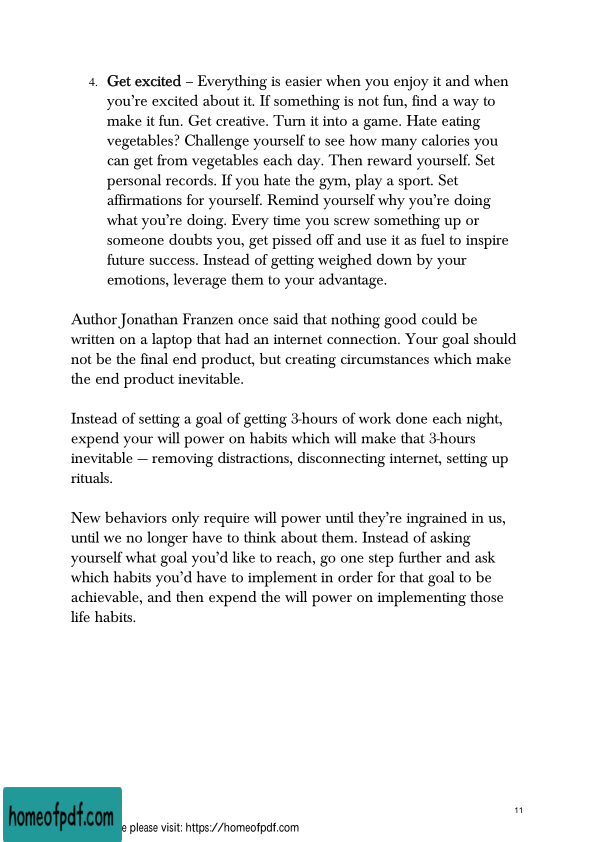 4. Get excited – Everything is easier when you enjoy it and when
you’re excited about it. If something is not fun, find a way to
make it fun. Get creative. Turn it into a game. Hate eating
vegetables? Challenge yourself to see how many calories you
can get from vegetables each day. Then reward yourself. Set
personal records. If you hate the gym, play a sport. Set
affirmations for yourself. Remind yourself why you’re doing
what you’re doing. Every time you screw something up or
someone doubts you, get pissed off and use it as fuel to inspire
future success. Instead of getting weighed down by your
emotions, leverage them to your advantage.
Author Jonathan Franzen once said that nothing good could be
written on a laptop that had an internet connection. Your goal should
not be the final end product, but creating circumstances which make
the end product inevitable.
Instead of setting a goal of getting 3-hours of work done each night,
expend your will power on habits which will make that 3-hours
inevitable — removing distractions, disconnecting internet, setting up
rituals.
New behaviors only require will power until they’re ingrained in us,
until we no longer have to think about them. Instead of asking
yourself what goal you’d like to reach, go one step further and ask
which habits you’d have to implement in order for that goal to be
achievable, and then expend the will power on implementing those
life habits.
11
homeofpdf.com
e please visit: https://homeofpdf.com